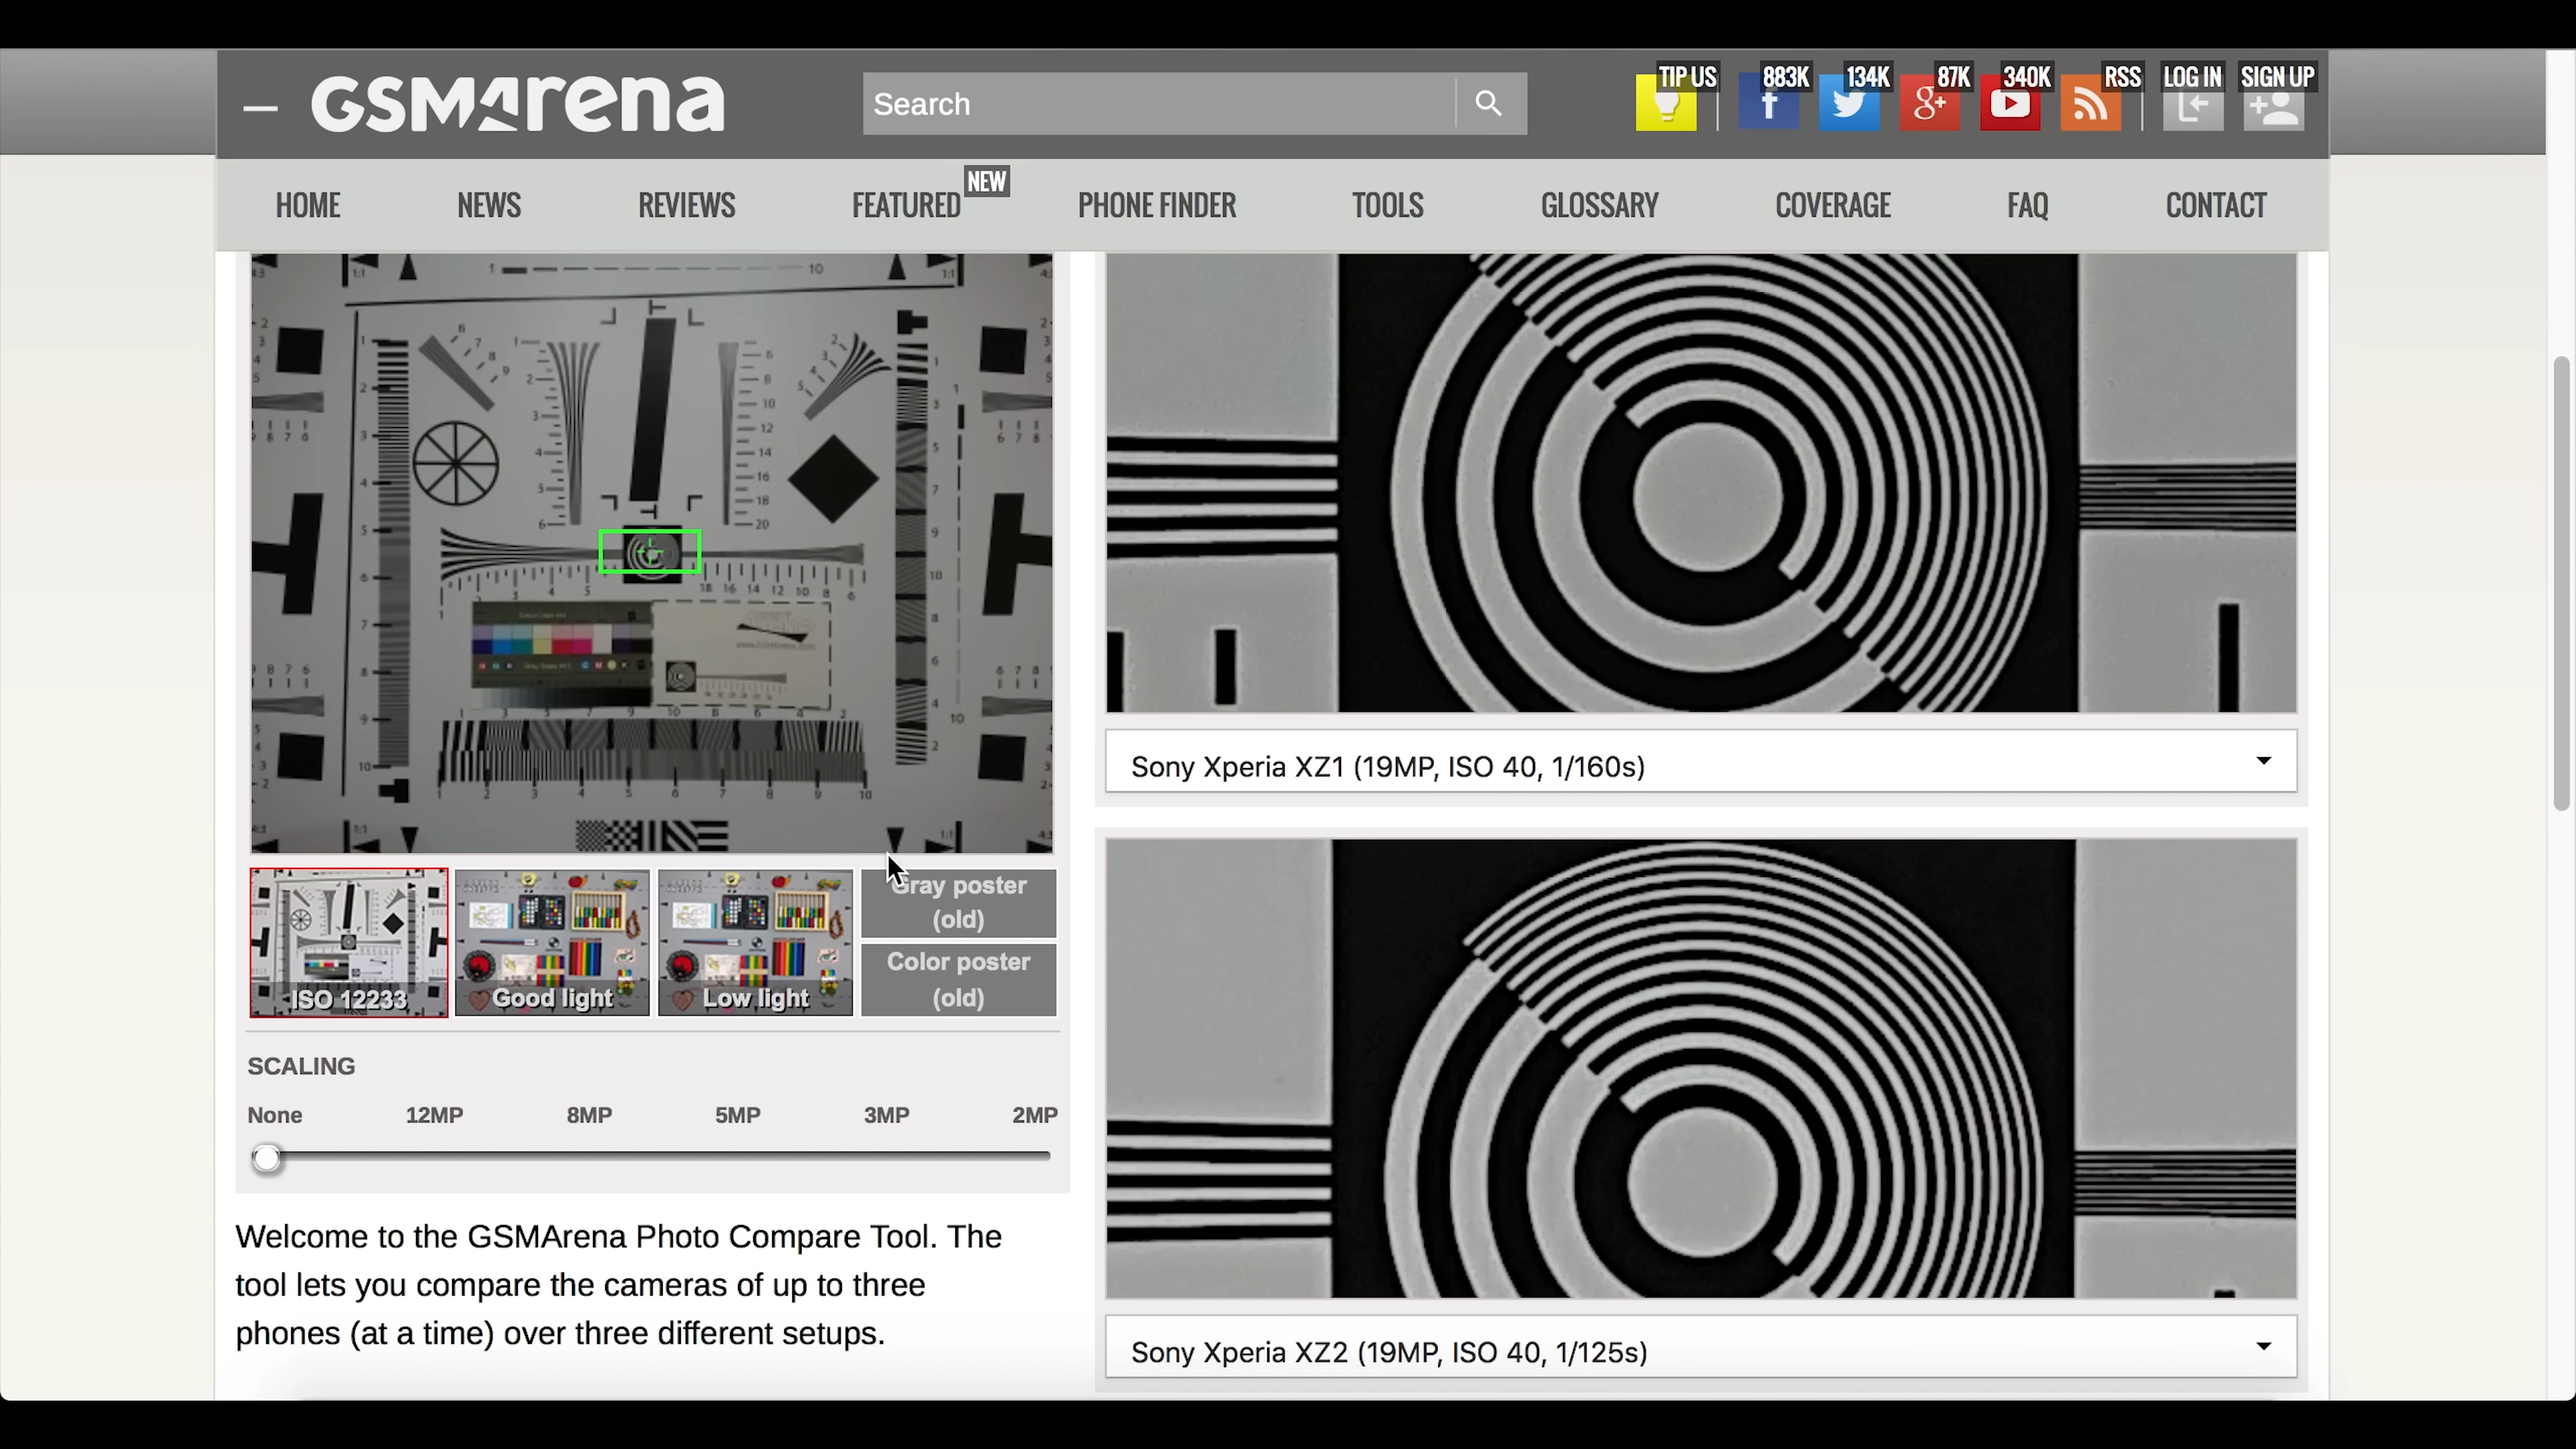 GSMArena
Search
TIP US
883K
134K
87K
340K
RSS
LOG IN
SIGN UP
HOME
NEWS
REVIEWS
FEATURED
NEW
PHONE FINDER
TOOLS
GLOSSARY
COVERAGE
FAQ
CONTACT
Sony Xperia XZ1 (19MP, ISO 40, 1/160s)
ISO 12233
Good light
Low light
Gray poster
(old)
Color poster
(old)
SCALING
None 12MP 8MP 5MP 3MP 2MP
Welcome to the GSMArena Photo Compare Tool. The
tool lets you compare the cameras of up to three
phones (at a time) over three different setups.
Sony Xperia XZ2 (19MP, ISO 40, 1/125s)